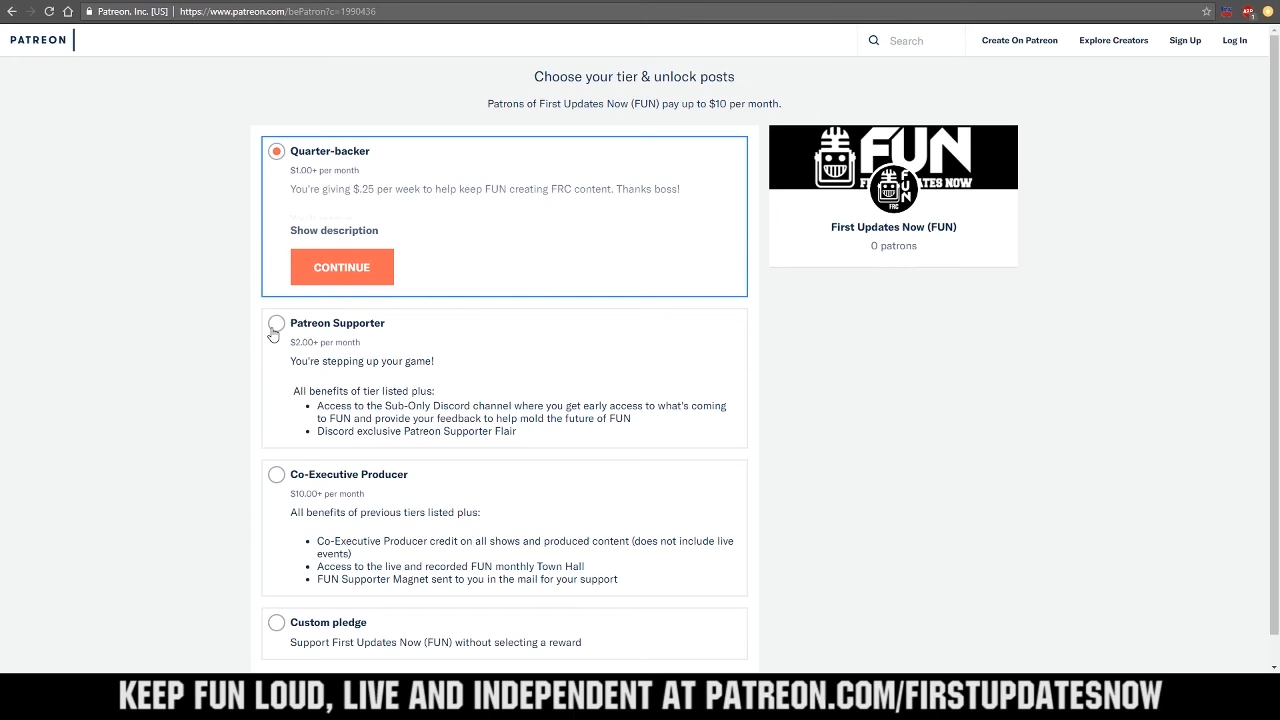 Patreon, Inc. [US] | https://www.patreon.com/bePatron?c=1990436
PATREON
Search
Create On Patreon
Explore Creators
Sign Up
Log In
Choose your tier & unlock posts
Patrons of First Updates Now (FUN) pay up to $10 per month.
Quarter-backer
$1.00+ per month
You're giving $.25 per week to help keep FUN creating FRC content. Thanks boss!
Show description
CONTINUE
FUN
FUN
FRC
First Updates Now (FUN)
0 patrons
Patreon Supporter
$2.00+ per month
You're stepping up your game!
All benefits of tier listed plus:
• Access to the Sub-Only Discord channel where you get early access to what's coming
to FUN and provide your feedback to help mold the future of FUN
• Discord exclusive Patreon Supporter Flair
Co-Executive Producer
$10.00+ per month
All benefits of previous tiers listed plus:
• Co-Executive Producer credit on all shows and produced content (does not include live
events)
• Access to the live and recorded FUN monthly Town Hall
• FUN Supporter Magnet sent to you in the mail for your support
Custom pledge
Support First Updates Now (FUN) without selecting a reward
KEEP FUN LOUD, LIVE AND INDEPENDENT AT PATREON.COM/FIRSTUPDATESNOW